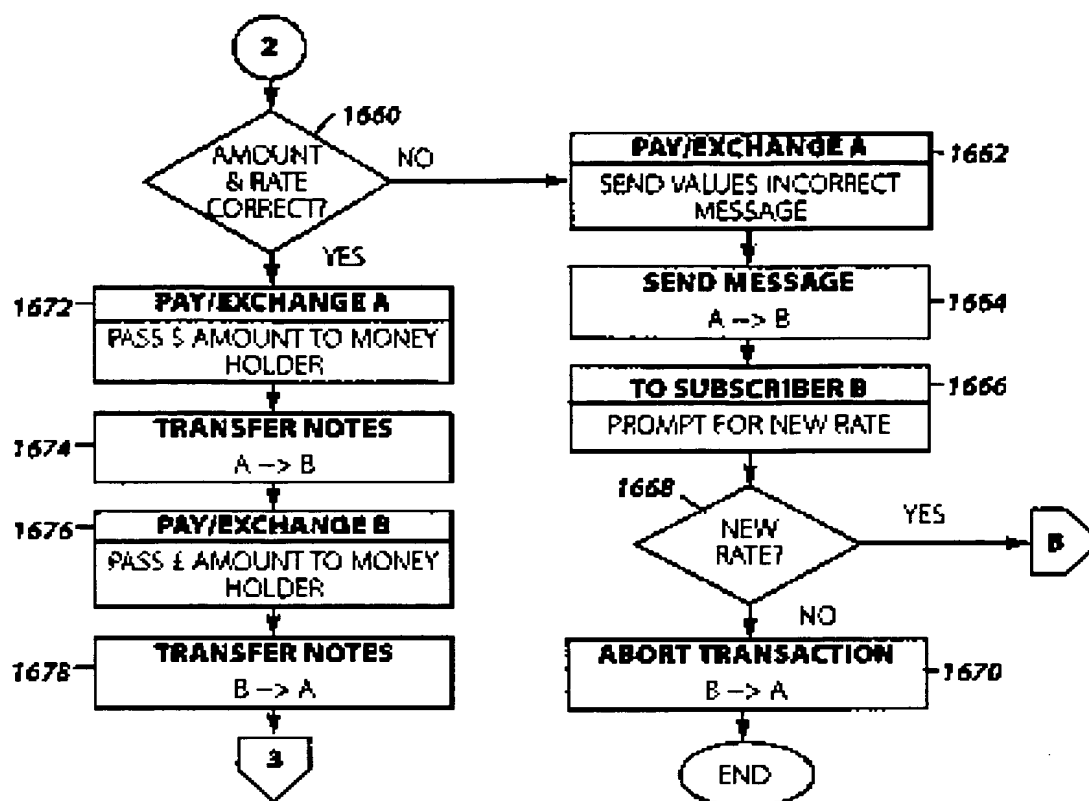 2
1660
AMOUNT
& RATE
CORRECT?
NO
YES
1672
PAY/EXCHANGE A
PASS $ AMOUNT TO MONEY
HOLDER
1674
TRANSFER NOTES
A --> B
1676
PAY/EXCHANGE B
PASS £ AMOUNT TO MONEY
HOLDER
1678
TRANSFER NOTES
B --> A
3
PAY/EXCHANGE A
1662
SEND VALUES INCORRECT
MESSAGE
SEND MESSAGE
1664
A --> B
TO SUBSCRIBER B
1666
PROMPT FOR NEW RATE
1668
NEW
RATE?
YES
B
NO
ABORT TRANSACTION
1670
B --> A
END